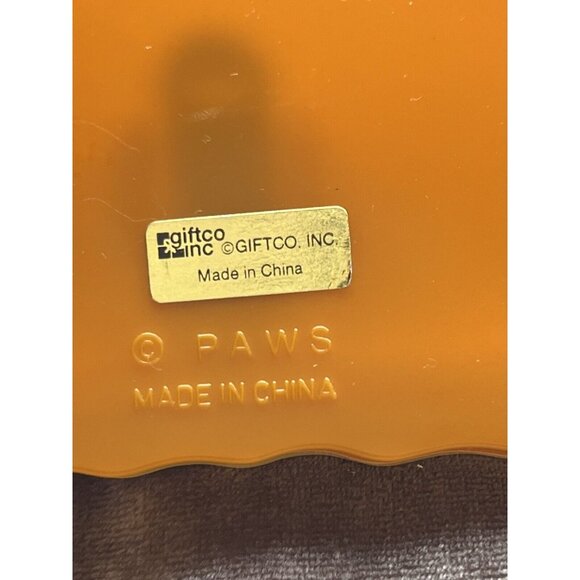 giftco
inc ©GIFTCO. INC.
Made in China
© PAWS
MADE IN CHINA